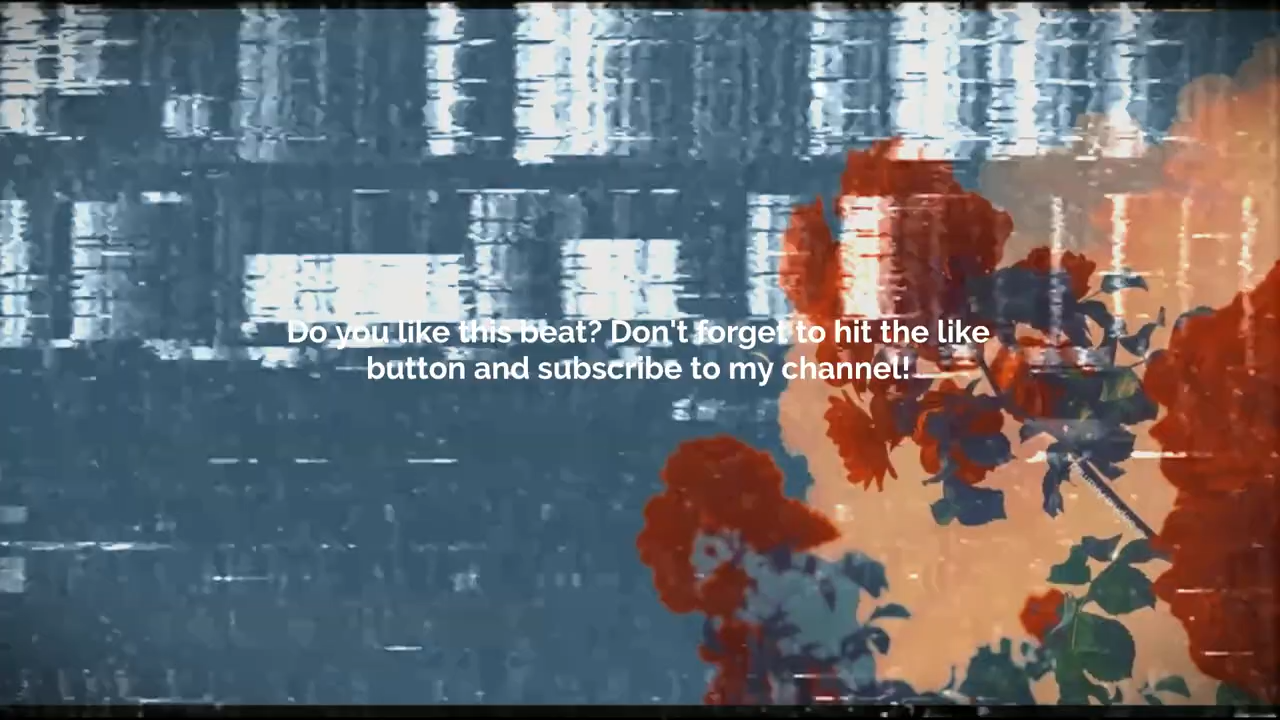 Do you like this beat? Don't forget to hit the like
button and subscribe to my channel!